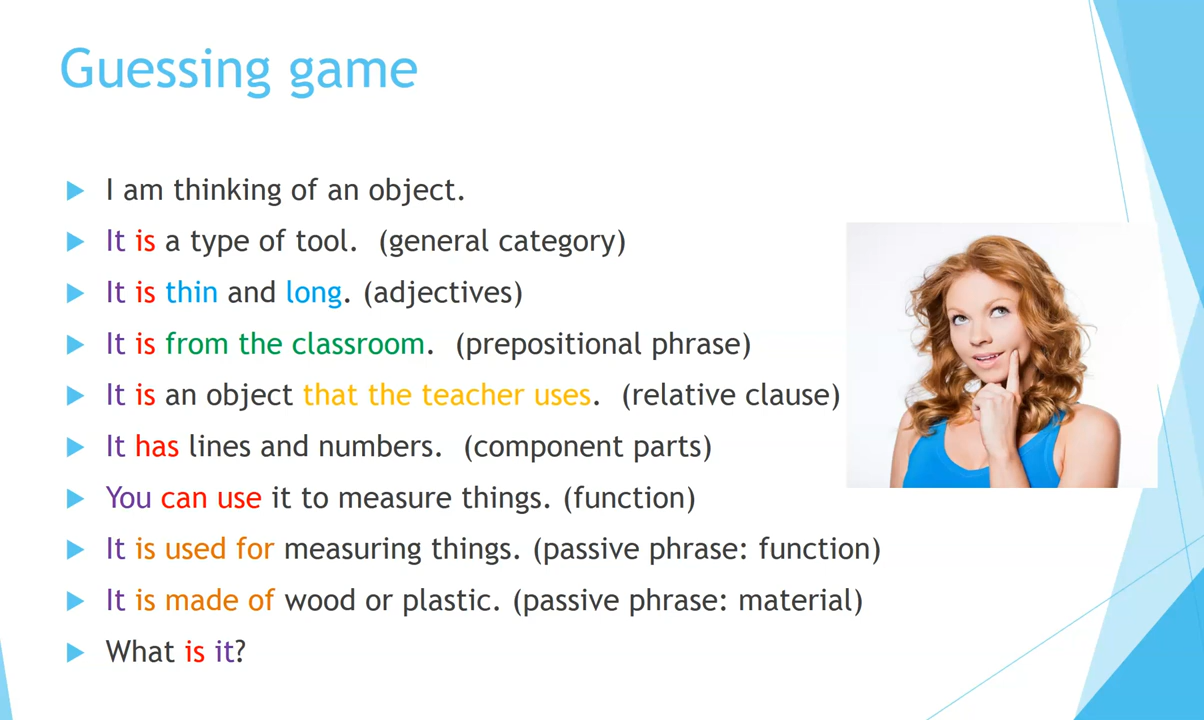 Guessing game
I am thinking of an object.
It is a type of tool. (general category)
It is thin and long. (adjectives)
It is from the classroom. (prepositional phrase)
It is an object that the teacher uses. (relative clause)
It has lines and numbers. (component parts)
You can use it to measure things. (function)
It is used for measuring things. (passive phrase: function)
It is made of wood or plastic. (passive phrase: material)
What is it?